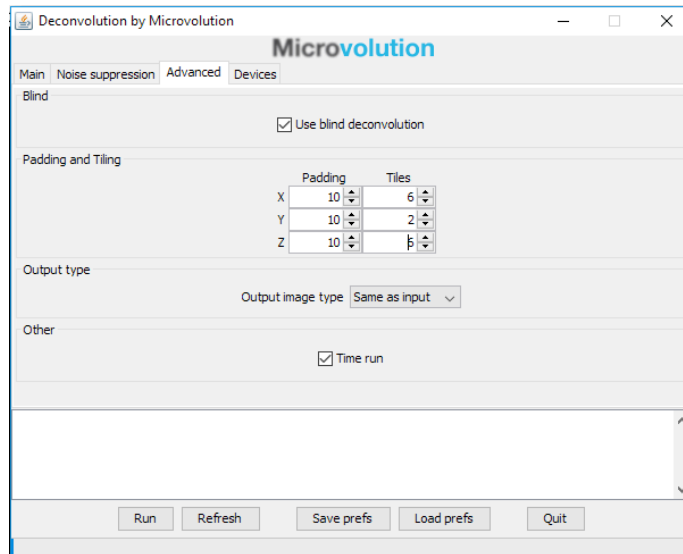 Deconvolution by Microvolution
Microvolution
Main Noise suppression Advanced Devices
Blind
Use blind deconvolution
Padding and Tiling
Padding Tiles
X 10 6
Y 10 2
Z 10 6
Output type
Output image type Same as input
Other
Time run
Run Refresh Save prefs Load prefs Quit